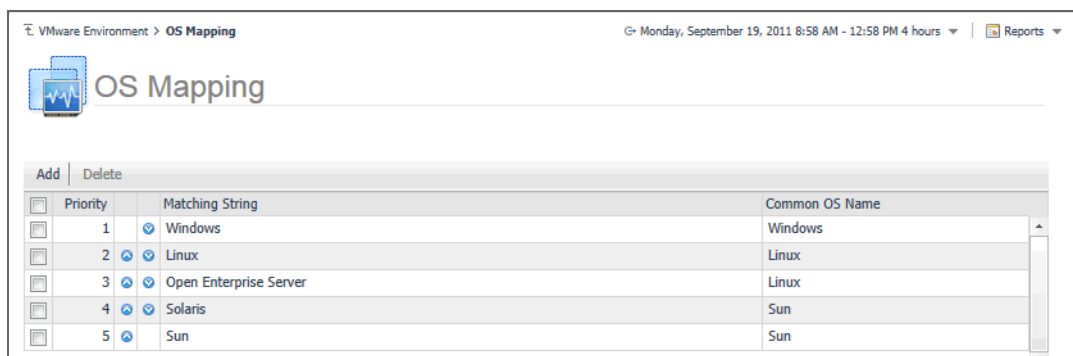 VMware Environment > OS Mapping Monday, September 19, 2011 8:58 AM - 12:58 PM 4 hours Reports
OS Mapping
Add Delete
Priority Matching String Common OS Name
1 Windows Windows
2 Linux Linux
3 Open Enterprise Server Linux
4 Solaris Sun
5 Sun Sun